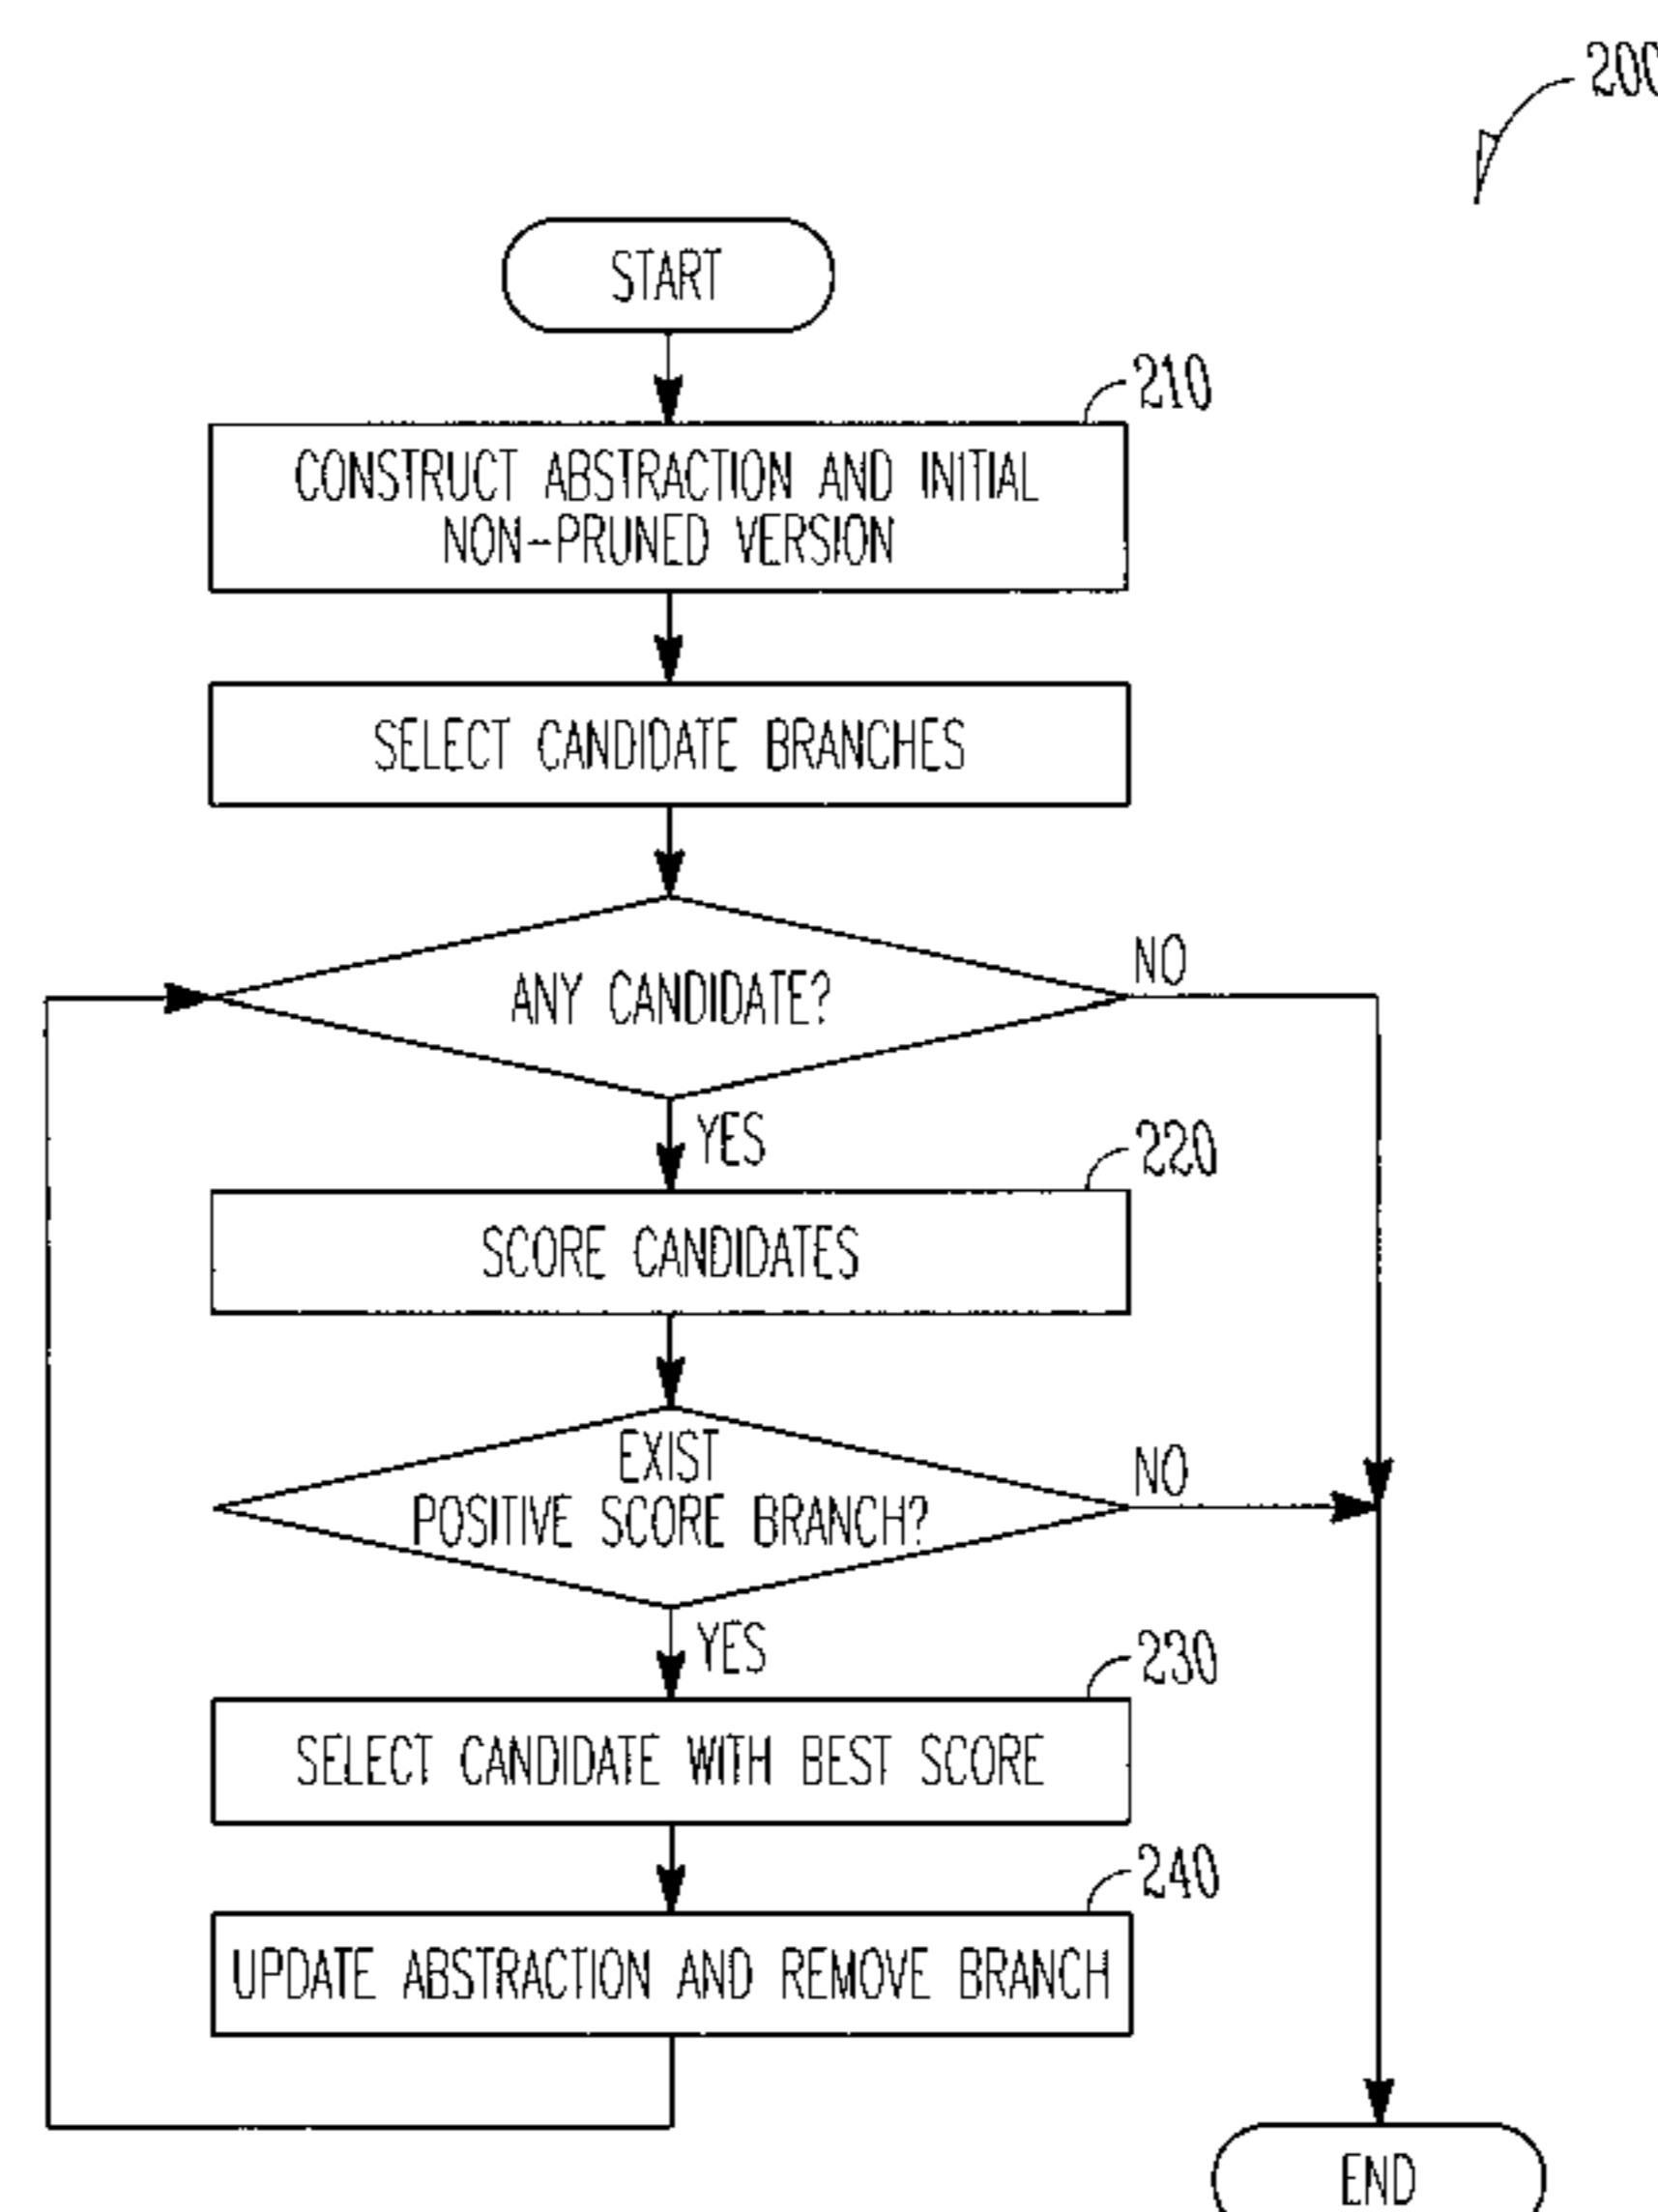 200
START
210
CONSTRUCT ABSTRACTION AND INITIAL
NON-PRUNED VERSION
SELECT CANDIDATE BRANCHES
ANY CANDIDATE?
NO
YES
220
SCORE CANDIDATES
EXIST
POSITIVE SCORE BRANCH?
NO
YES
230
SELECT CANDIDATE WITH BEST SCORE
240
UPDATE ABSTRACTION AND REMOVE BRANCH
END